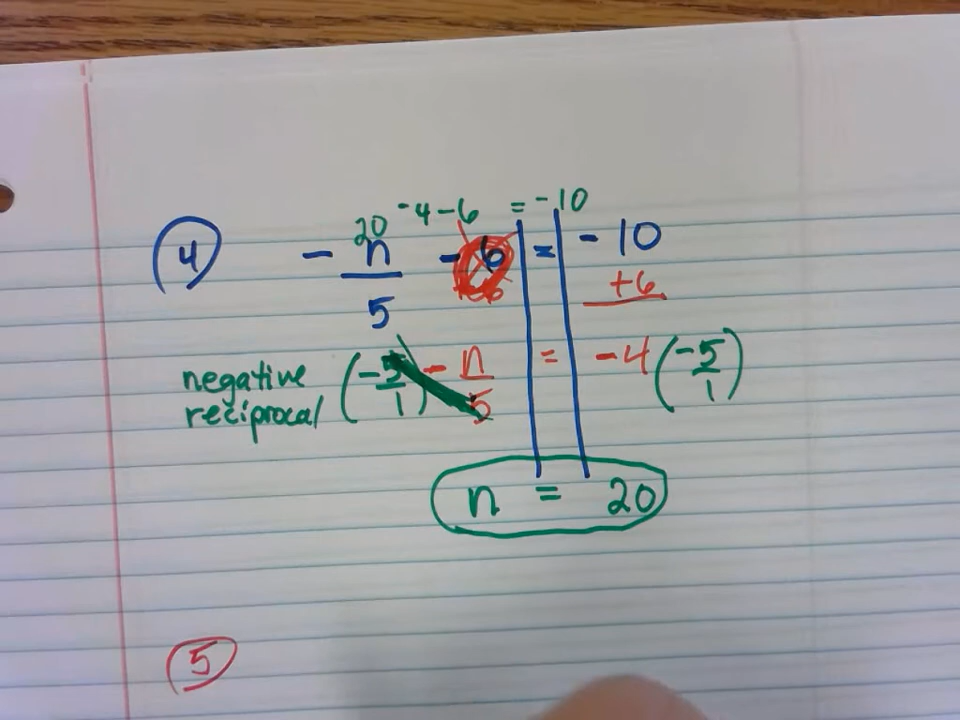 20 -4 - 6 = -10
4 - n - 6 = -10
5 +6 +6
negative (-5 - n = -4 (-5)
reciprocal 1) 5 1
n = 20
5